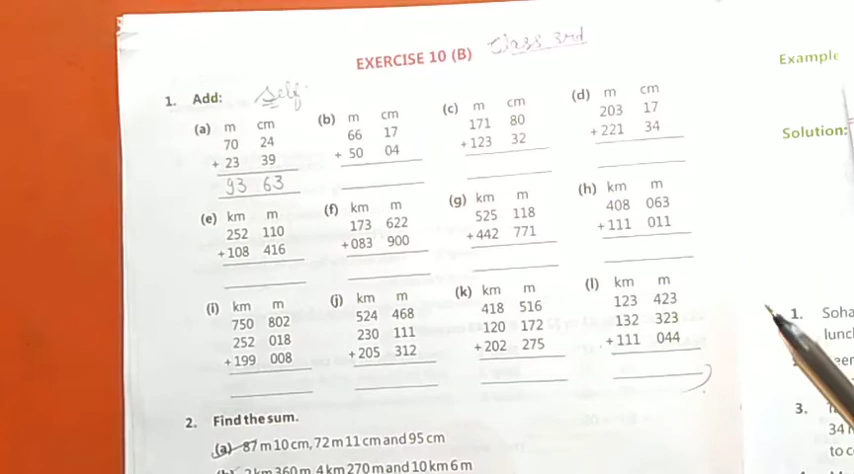 EXERCISE 10 (B) Class 3rd
1. Add: Self
(a) m cm (b) m cm (c) m cm (d) m cm
70 24 66 17 171 80 203 17
+ 23 39 + 50 04 +123 32 + 221 34
93 63
(e) km m (f) km m (g) km m (h) km m
252 110 173 622 525 118 408 063
+108 416 +083 900 +442 771 +111 011
(i) km m (j) km m (k) km m (l) km m
750 802 524 468 418 516 123 423
252 018 230 111 120 172 132 323
+199 008 +205 312 +202 275 +111 044
2. Find the sum.
(a) 87 m 10 cm, 72 m 11 cm and 95 cm
2 km 360 m, 4 km 270 m and 10 km 6 m
Example
Solution:
1.
3.
34
to c